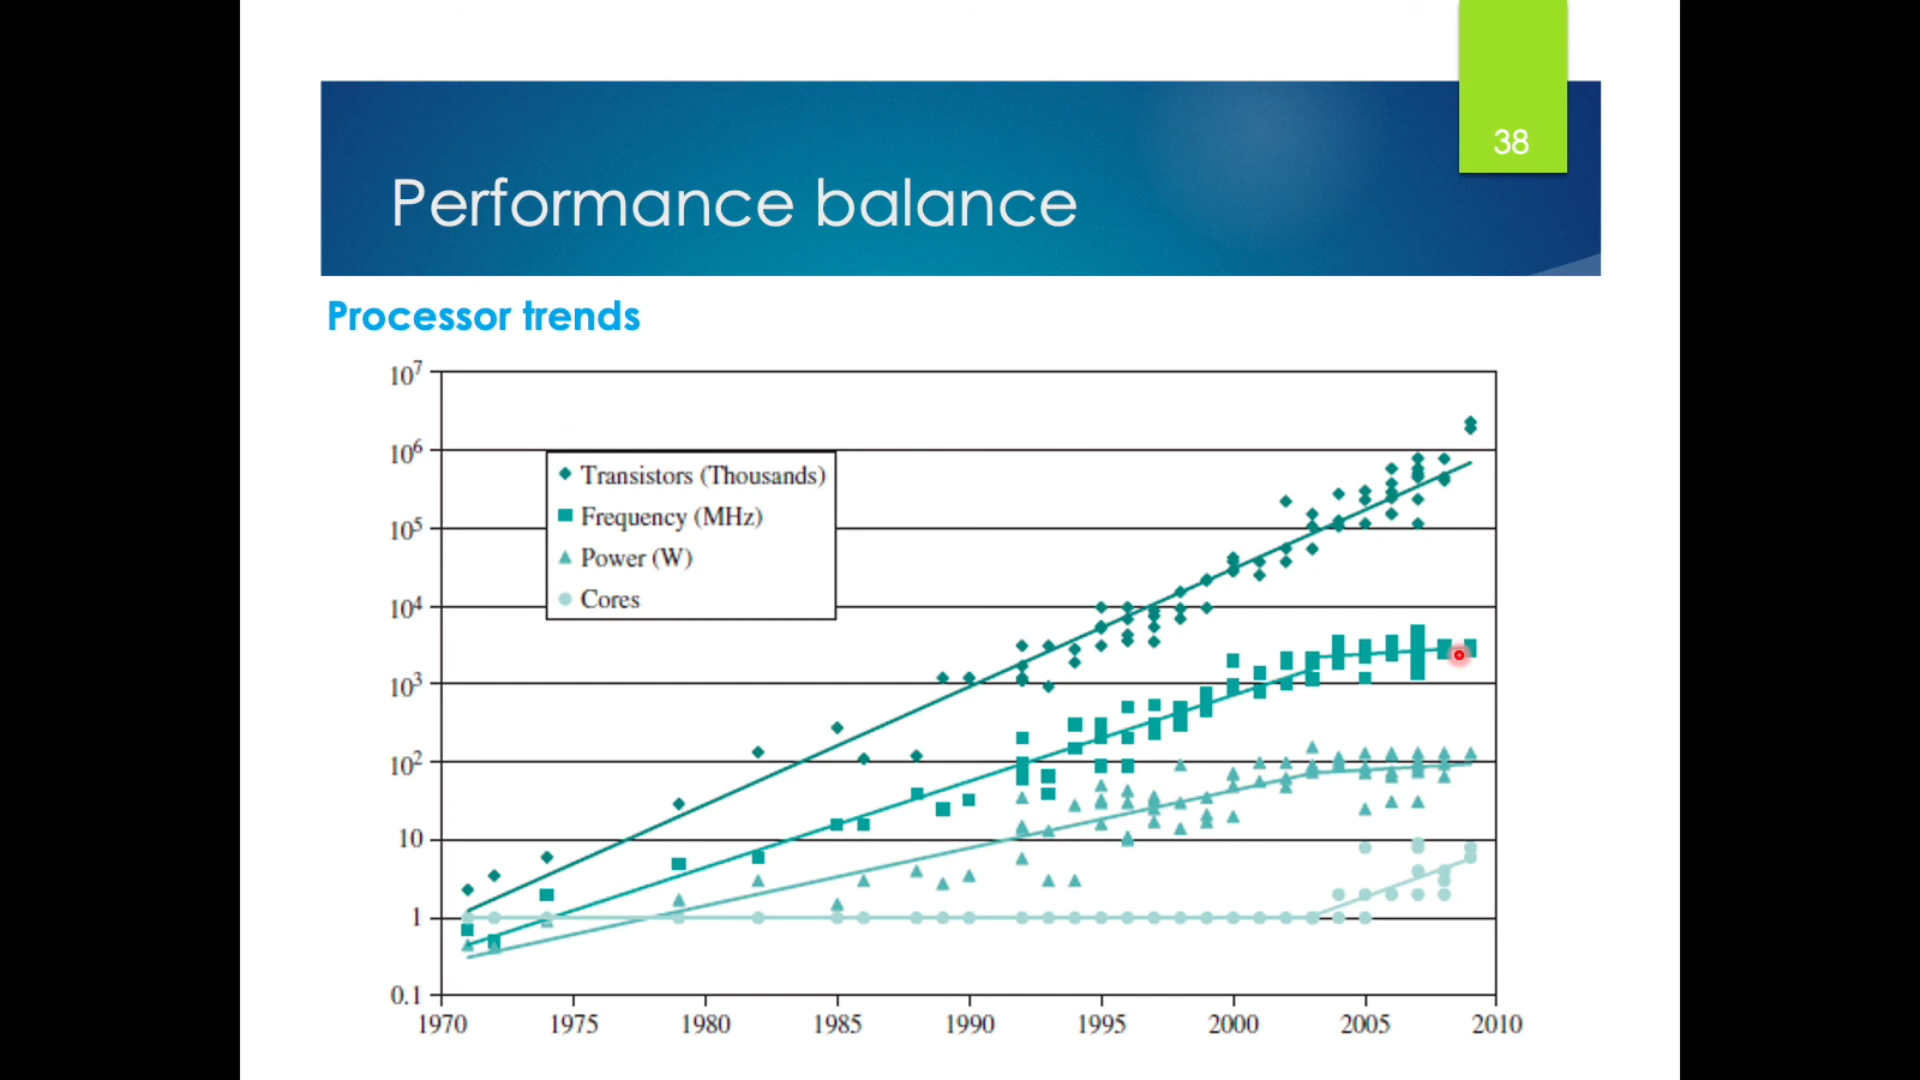 38
Performance balance
Processor trends
10⁷
10⁶
10⁵
10⁴
10³
10²
10
1
0.1
Transistors (Thousands)
Frequency (MHz)
Power (W)
Cores
1970 1975 1980 1985 1990 1995 2000 2005 2010